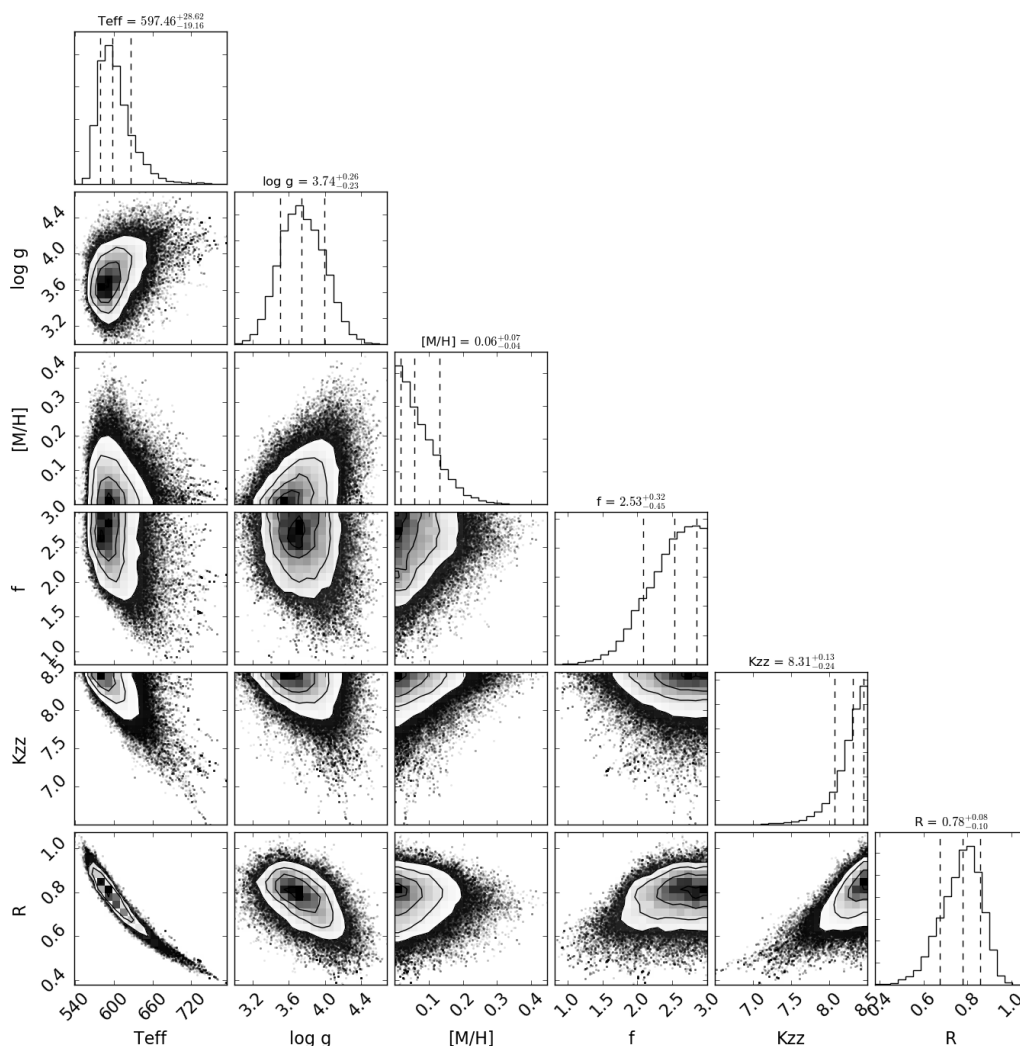 Teff = 597.46+28.62−19.16
log g = 3.74+0.26−0.23
log g
4.4
4.0
3.6
3.2
[M/H] = 0.06+0.07−0.04
[M/H]
0.4
0.3
0.2
0.1
f = 2.53+0.32−0.45
f
3.0
2.5
2.0
1.5
1.0
Kzz = 8.31+0.13−0.24
Kzz
8.5
8.0
7.5
7.0
R = 0.78+0.08−0.10
R
1.0
0.8
0.6
0.4
540 600 660 720
3.2 3.6 4.0 4.4
0.1 0.2 0.3 0.4
1.0 1.5 2.0 2.5 3.0
7.0 7.5 8.0 8.5
0.4 0.6 0.8 1.0
Teff log g [M/H] f Kzz R